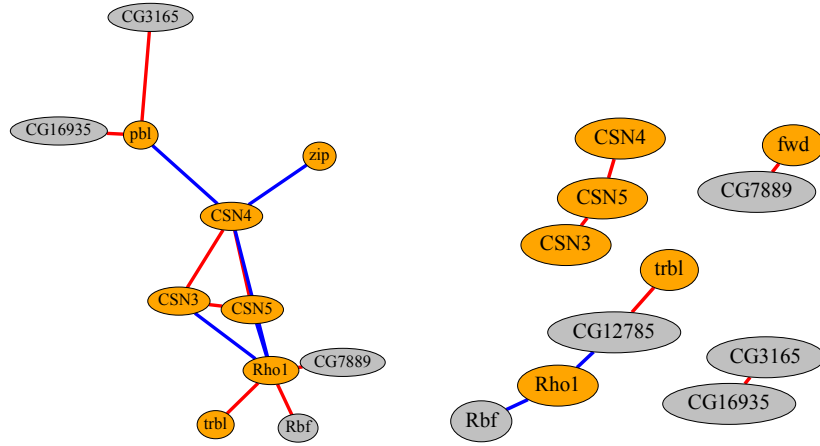 CG3165
CG16935
pbl
zip
CSN4
CSN3
CSN5
Rho1
CG7889
trbl
Rbf
CSN4
fwd
CSN5
CG7889
CSN3
trbl
CG12785
CG3165
Rho1
CG16935
Rbf